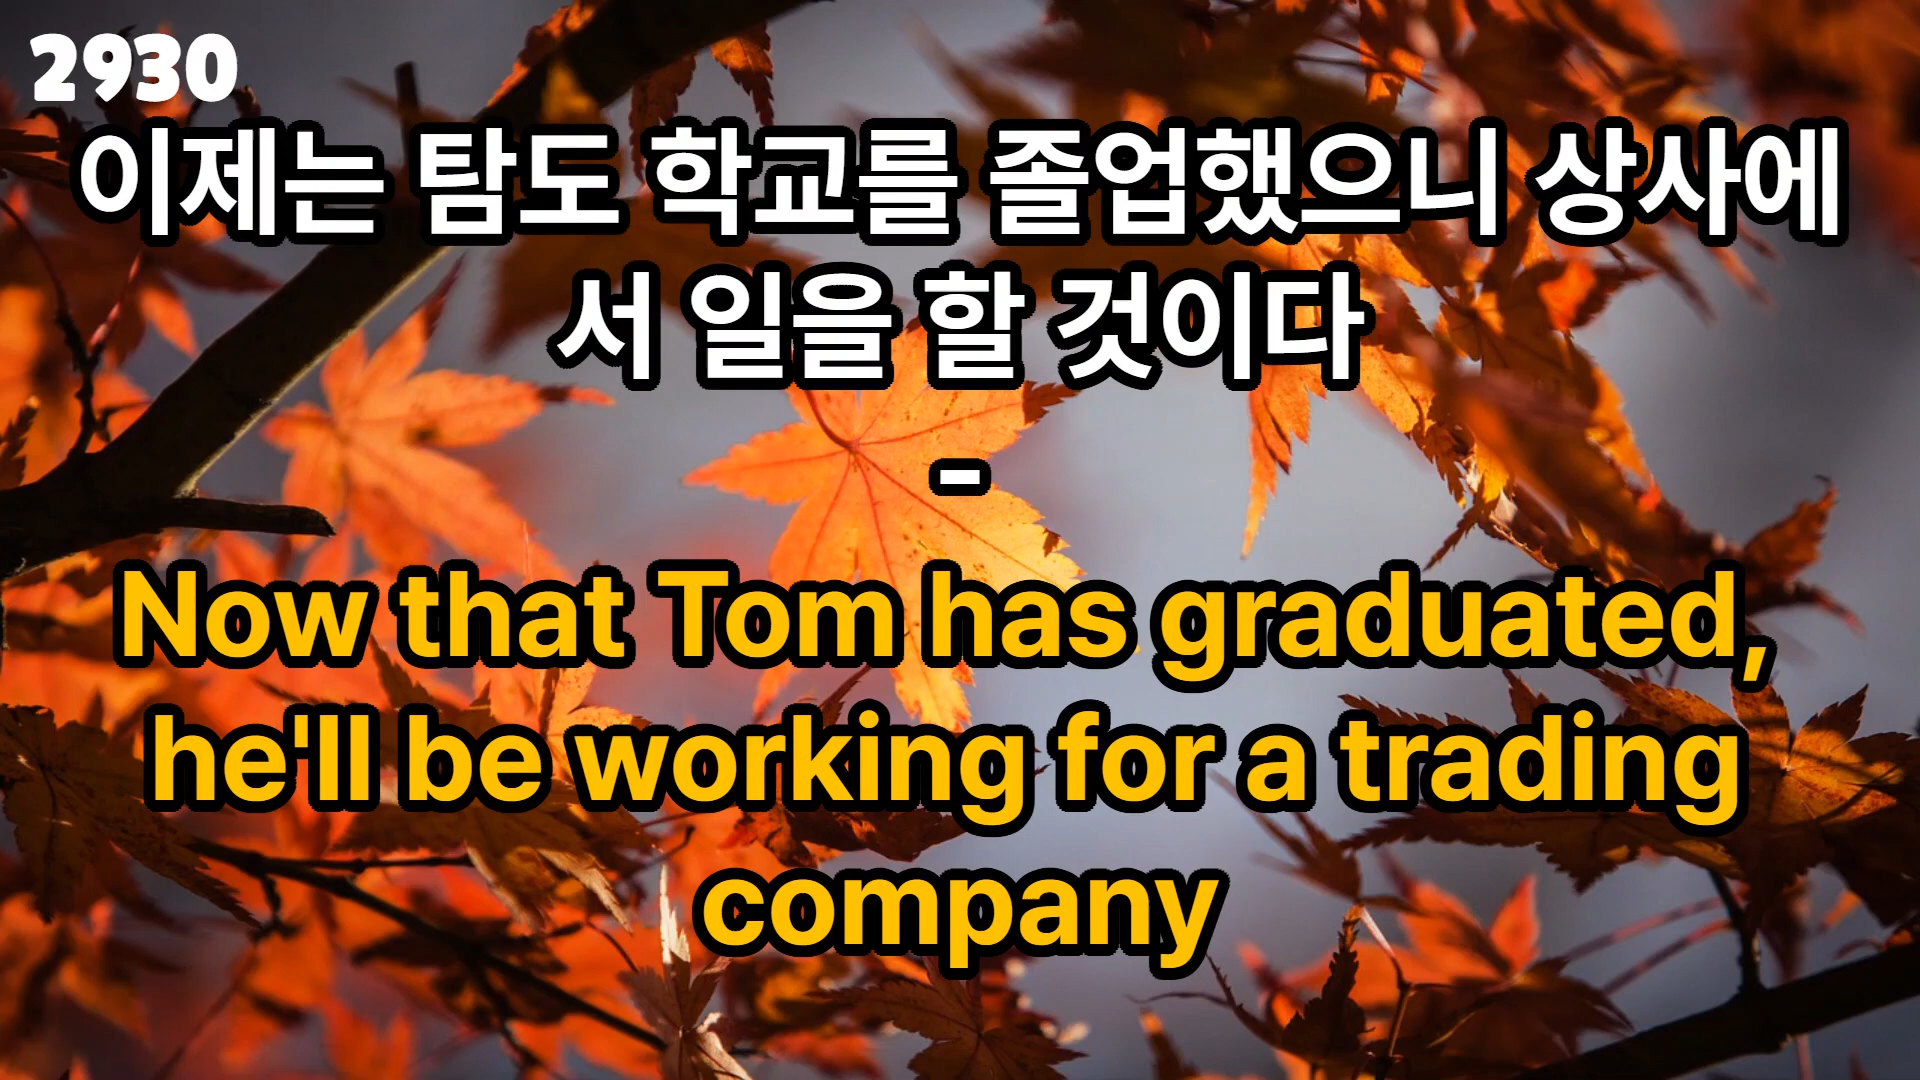 2930
이제는 탐도 학교를 졸업했으니 상사에
서 일을 할 것이다
-
Now that Tom has graduated,
he'll be working for a trading
company